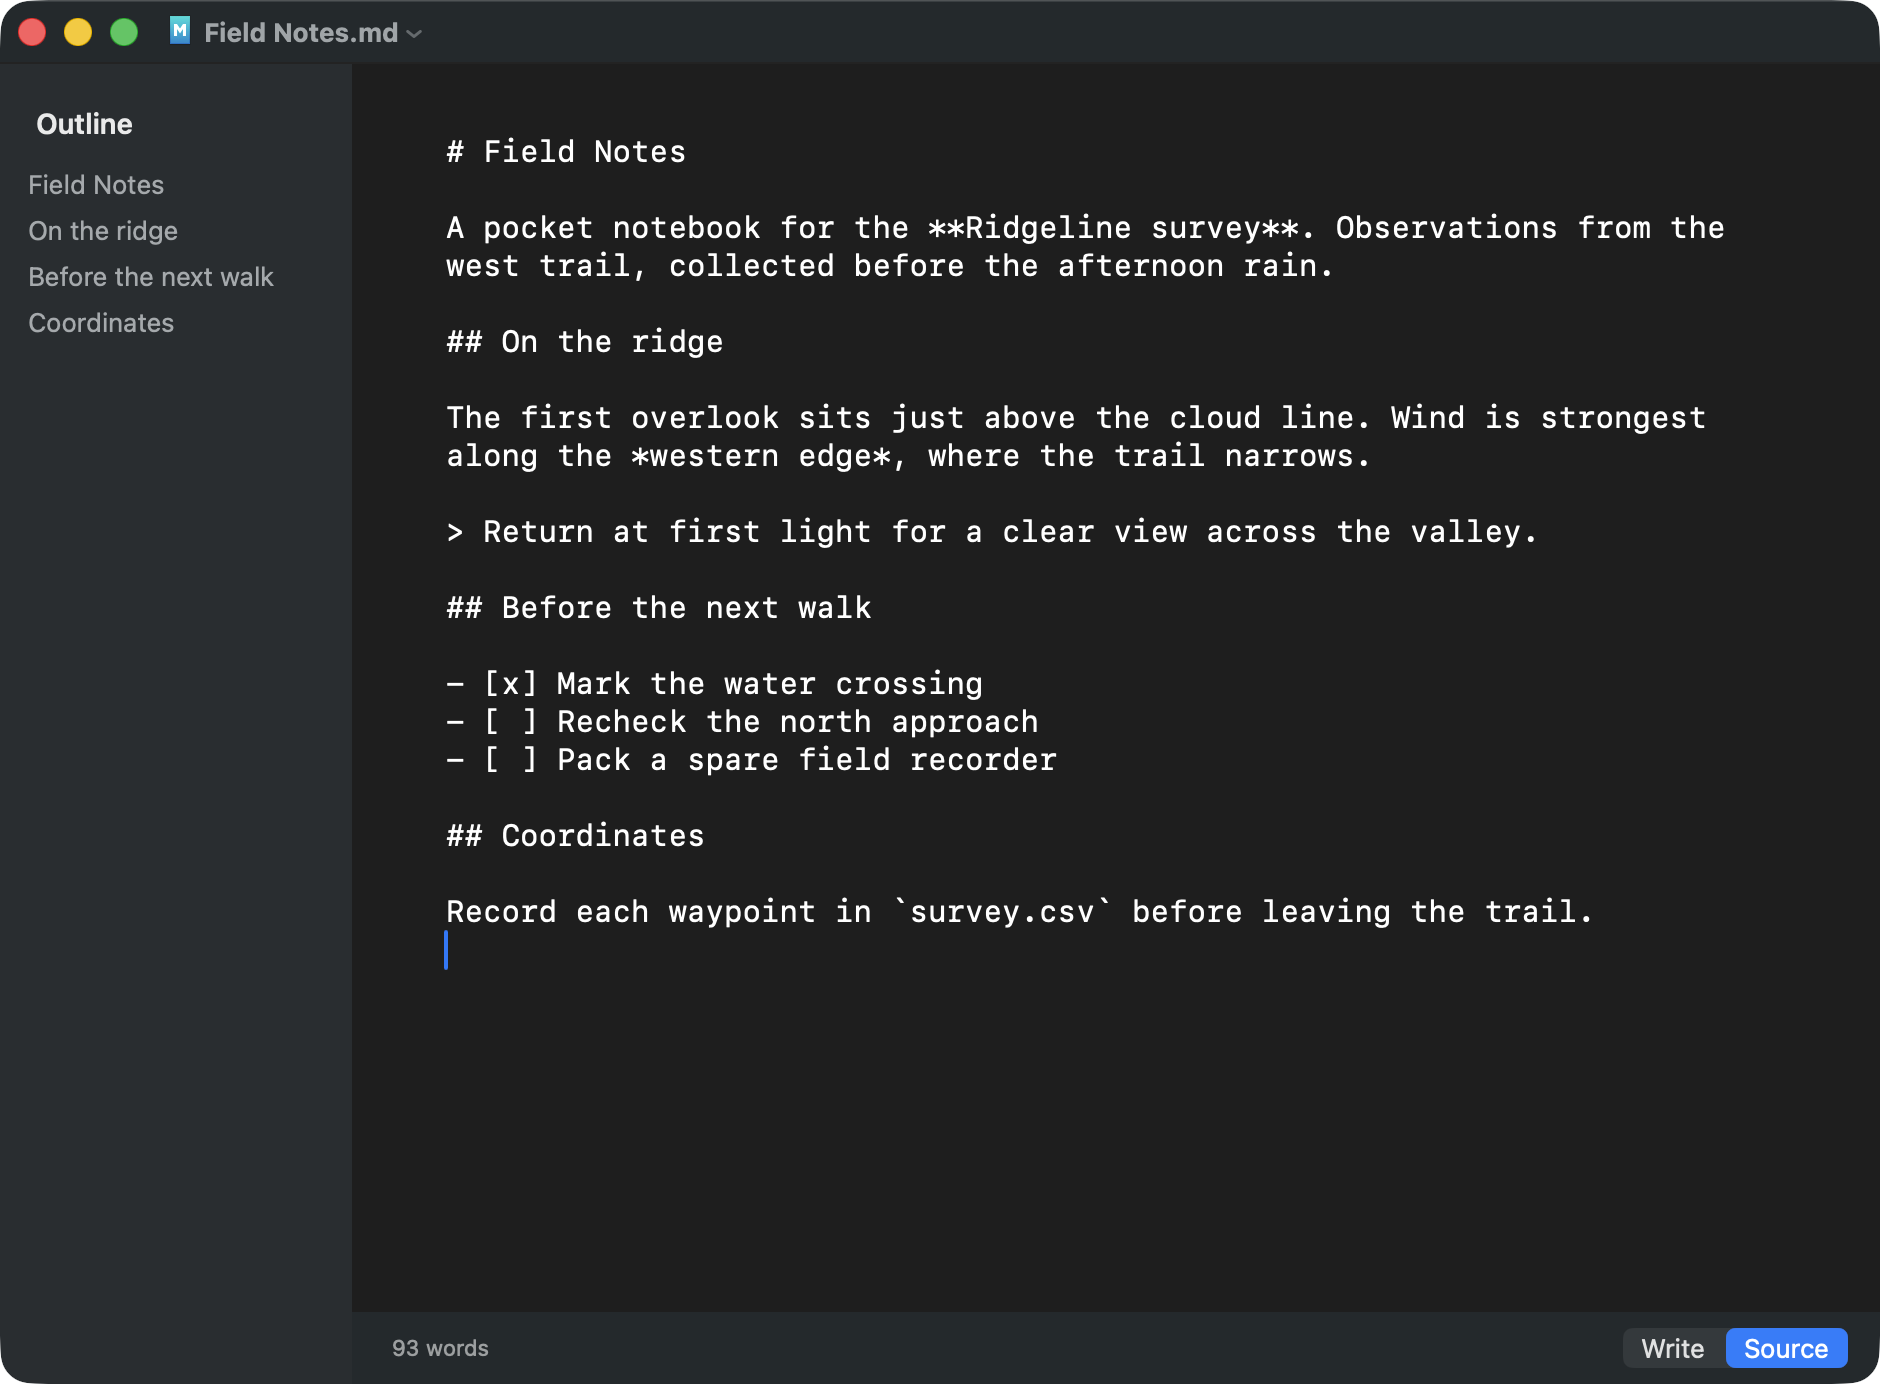 M Field Notes.md
Outline
Field Notes
On the ridge
Before the next walk
Coordinates
# Field Notes
A pocket notebook for the **Ridgeline survey**. Observations from the
west trail, collected before the afternoon rain.
## On the ridge
The first overlook sits just above the cloud line. Wind is strongest
along the *western edge*, where the trail narrows.
> Return at first light for a clear view across the valley.
## Before the next walk
- [x] Mark the water crossing
- [ ] Recheck the north approach
- [ ] Pack a spare field recorder
## Coordinates
Record each waypoint in `survey.csv` before leaving the trail.
93 words
Write Source